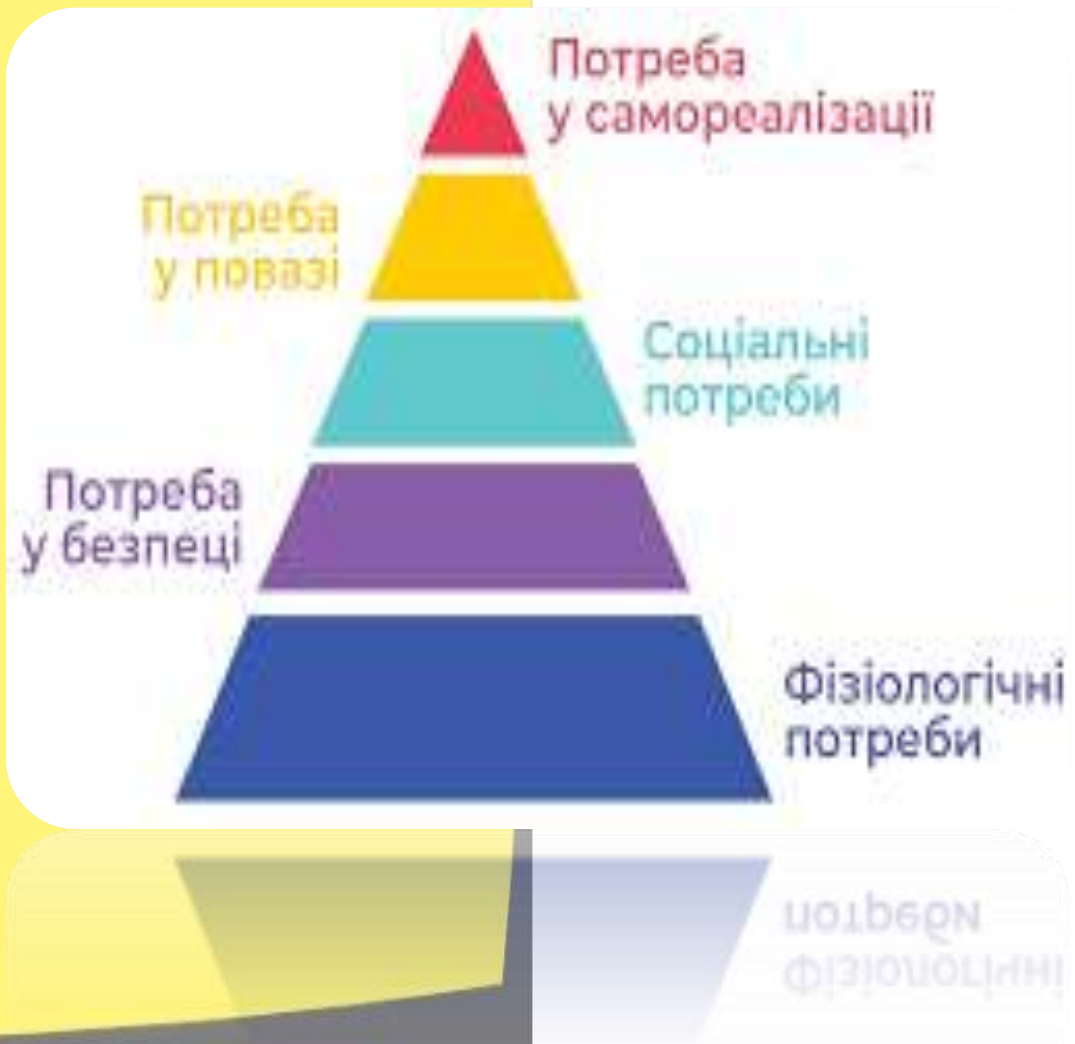 Потреба
у самореалізації
Потреба
у повазі
Соціальні
потреби
Потреба
у безпеці
Фізіологічні
потреби